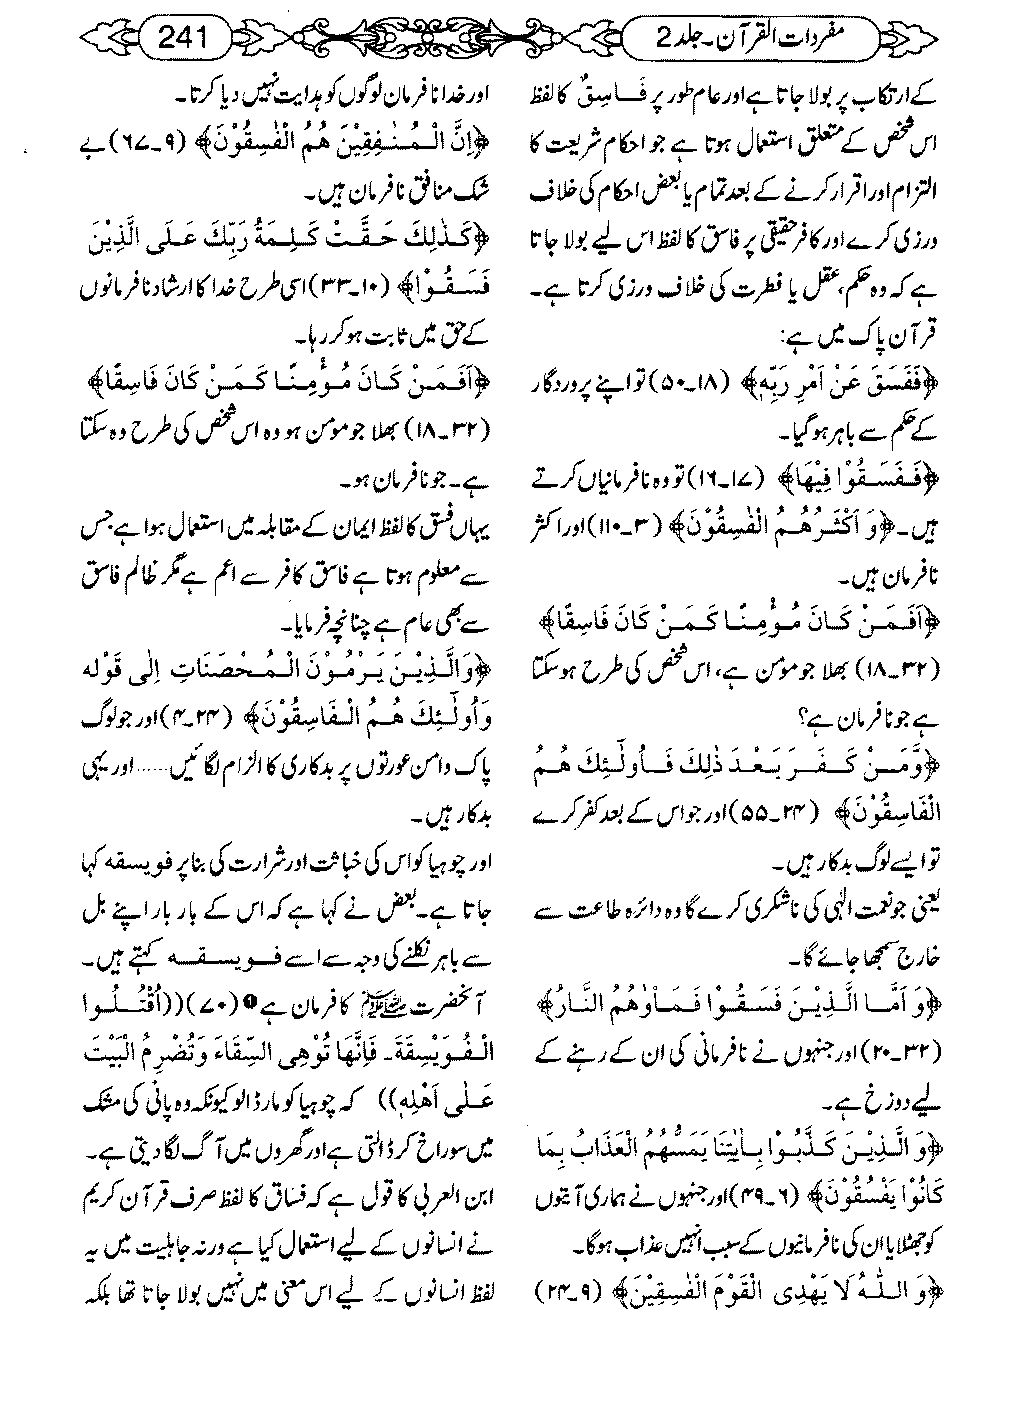 مفردات القرآن۔جلد 2
241
کے ارتکاب پر بولا جاتا ہے اور عام طور پر فَاسِقٌ کا لفظ
اس شخص کے متعلق استعمال ہوتا ہے جو احکام شریعت کا
التزام اور اقرار کرنے کے بعد تمام یا بعض احکام کی خلاف
ورزی کرے اور کافر حقیقی پر فاسق کا لفظ اس لیے بولا جاتا
ہے کہ وہ حکم، عقل یا فطرت کی خلاف ورزی کرتا ہے۔
قرآن پاک میں ہے:
﴿فَفَسَقَ عَنْ اَمْرِ رَبِّهٖ﴾ (۱۸۔۵۰) تو اپنے پروردگار
کے حکم سے باہر ہوگیا۔
﴿فَفَسَقُوْا فِيْهَا﴾ (۱۷۔۱۶) تو وہ نافرمانیاں کرتے
ہیں۔ ﴿وَ اَكْثَرُهُمُ الْفٰسِقُوْنَ﴾ (۳۔۱۱۰) اور اکثر
نافرمان ہیں۔
﴿اَفَمَنْ كَانَ مُؤْمِنًا كَمَنْ كَانَ فَاسِقًا﴾
(۳۲۔۱۸) بھلا جو مؤمن ہے، اس شخص کی طرح ہوسکتا
ہے جو نافرمان ہے؟
﴿وَّمَنْ كَفَرَ بَعْدَ ذٰلِكَ فَاُولٰٓئِكَ هُمُ
الْفَاسِقُوْنَ﴾ (۲۴۔۵۵) اور جو اس کے بعد کفر کرے
تو ایسے لوگ بدکار ہیں۔
یعنی جو نعمت الٰہی کی ناشکری کرے گا وہ دائرہ طاعت سے
خارج سمجھا جائے گا۔
﴿وَ اَمَّا الَّذِيْنَ فَسَقُوْا فَمَاْوٰهُمُ النَّارُ﴾
(۳۲۔۲۰) اور جنہوں نے نافرمانی کی ان کے رہنے کے
لیے دوزخ ہے۔
﴿وَ الَّذِيْنَ كَذَّبُوْا بِاٰيٰتِنَا يَمَسُّهُمُ الْعَذَابُ بِمَا
كَانُوْا يَفْسُقُوْنَ﴾ (۶۔۴۹) اور جنہوں نے ہماری آیتوں
کو جھٹلایا ان کی نافرمانیوں کے سبب انہیں عذاب ہوگا۔
﴿وَ اللّٰهُ لَا يَهْدِى الْقَوْمَ الْفٰسِقِيْنَ﴾ (۹۔۲۴)
اور خدا نافرمان لوگوں کو ہدایت نہیں دیا کرتا۔
﴿اِنَّ الْمُنٰفِقِيْنَ هُمُ الْفٰسِقُوْنَ﴾ (۹۔۶۷) بے
شک منافق نافرمان ہیں۔
﴿كَذٰلِكَ حَقَّتْ كَلِمَةُ رَبِّكَ عَلَى الَّذِيْنَ
فَسَقُوْا﴾ (۱۰۔۳۳) اسی طرح خدا کا ارشاد نافرمانوں
کے حق میں ثابت ہوکر رہا۔
﴿اَفَمَنْ كَانَ مُؤْمِنًا كَمَنْ كَانَ فَاسِقًا﴾
(۳۲۔۱۸) بھلا جو مومن ہو وہ اس شخص کی طرح وہ سکتا
ہے۔ جو نافرمان ہو۔
یہاں فسق کا لفظ ایمان کے مقابلہ میں استعمال ہوا ہے جس
سے معلوم ہوتا ہے فاسق کافر سے اعم ہے مگر ظالم فاسق
سے بھی عام ہے چنانچہ فرمایا۔
﴿وَالَّذِيْنَ يَرْمُوْنَ الْمُحْصَنَاتِ اِلٰى قَوْلِه
وَاُولٰٓئِكَ هُمُ الْفَاسِقُوْنَ﴾ (۲۴۔۴) اور جو لوگ
پاک دامن عورتوں پر بدکاری کا الزام لگائیں...... اور یہی
بدکار ہیں۔
اور چوہیا کو اس کی خباثت اور شرارت کی بنا پر فویسقه کہا
جاتا ہے۔ بعض نے کہا ہے کہ اس کے بار بار اپنے بل
سے باہر نکلنے کی وجہ سے اسے فویسقه کہتے ہیں۔
آنحضرت ﷺ کا فرمان ہے ❶ (۷۰) ((اُقْتُلُوا
الْفُوَيْسِقَةَ۔ فَاِنَّهَا تُوْهِى السِّقَاءَ وَتُضْرِمُ الْبَيْتَ
عَلٰى اَهْلِهٖ)) کہ چوہیا کو مار ڈالو کیونکہ وہ پانی کی مشک
میں سوراخ کرڈالتی ہے اور گھروں میں آگ لگا دیتی ہے۔
ابن العربی کا قول ہے کہ فساق کا لفظ صرف قرآن کریم
نے انسانوں کے لیے استعمال کیا ہے ورنہ جاہلیت میں یہ
لفظ انسانوں کے لیے اس معنی میں نہیں بولا جاتا تھا بلکہ